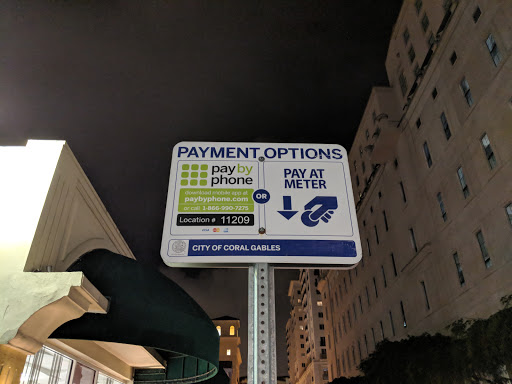 PAYMENT OPTIONS
pay by
phone
download mobile app at
paybyphone.com
or call 1-866-990-7275
Location # 11209
VISA
OR
PAY AT
METER
CITY OF CORAL GABLES